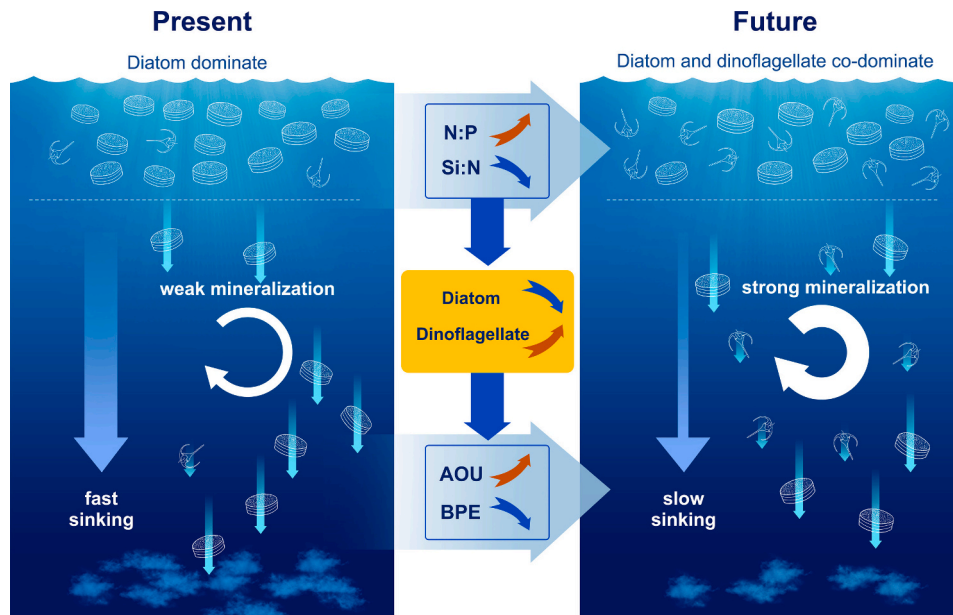 Present
Future
Diatom dominate
Diatom and dinoflagellate co-dominate
N:P
Si:N
weak mineralization
Diatom
Dinoflagellate
strong mineralization
fast
sinking
AOU
BPE
slow
sinking